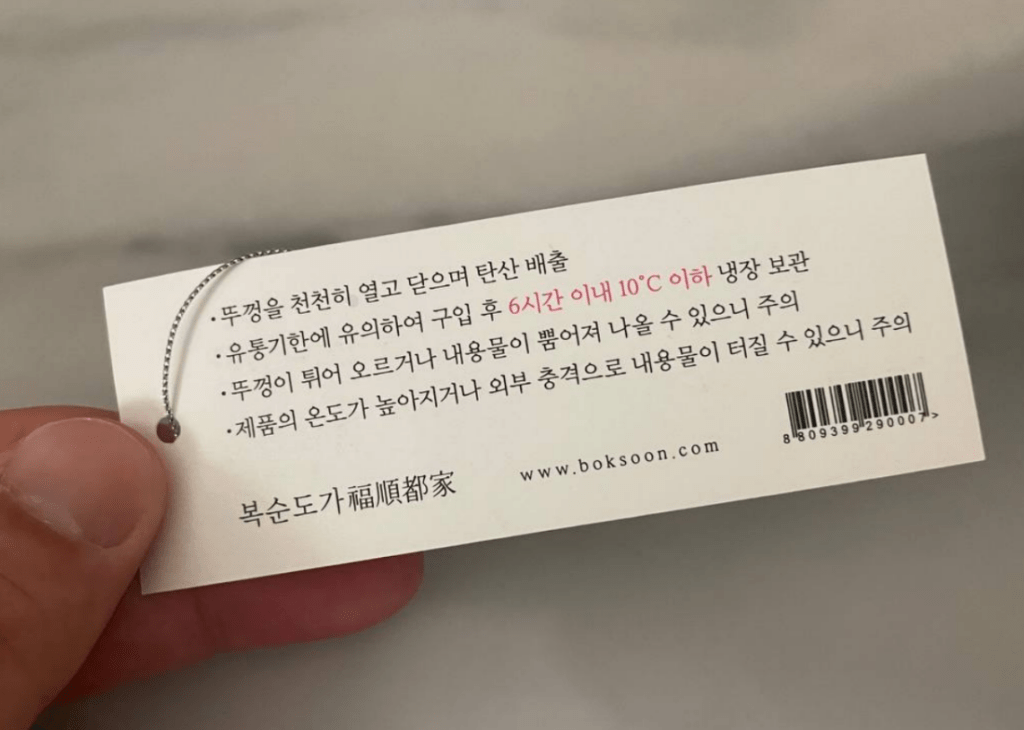 ·뚜껑을 천천히 열고 닫으며 탄산 배출
·유통기한에 유의하여 구입 후 6시간 이내 10°C 이하 냉장 보관
·뚜껑이 튀어 오르거나 내용물이 뿜어져 나올 수 있으니 주의
·제품의 온도가 높아지거나 외부 충격으로 내용물이 터질 수 있으니 주의
8 809399 290007 >
복순도가福順都家
www.boksoon.com